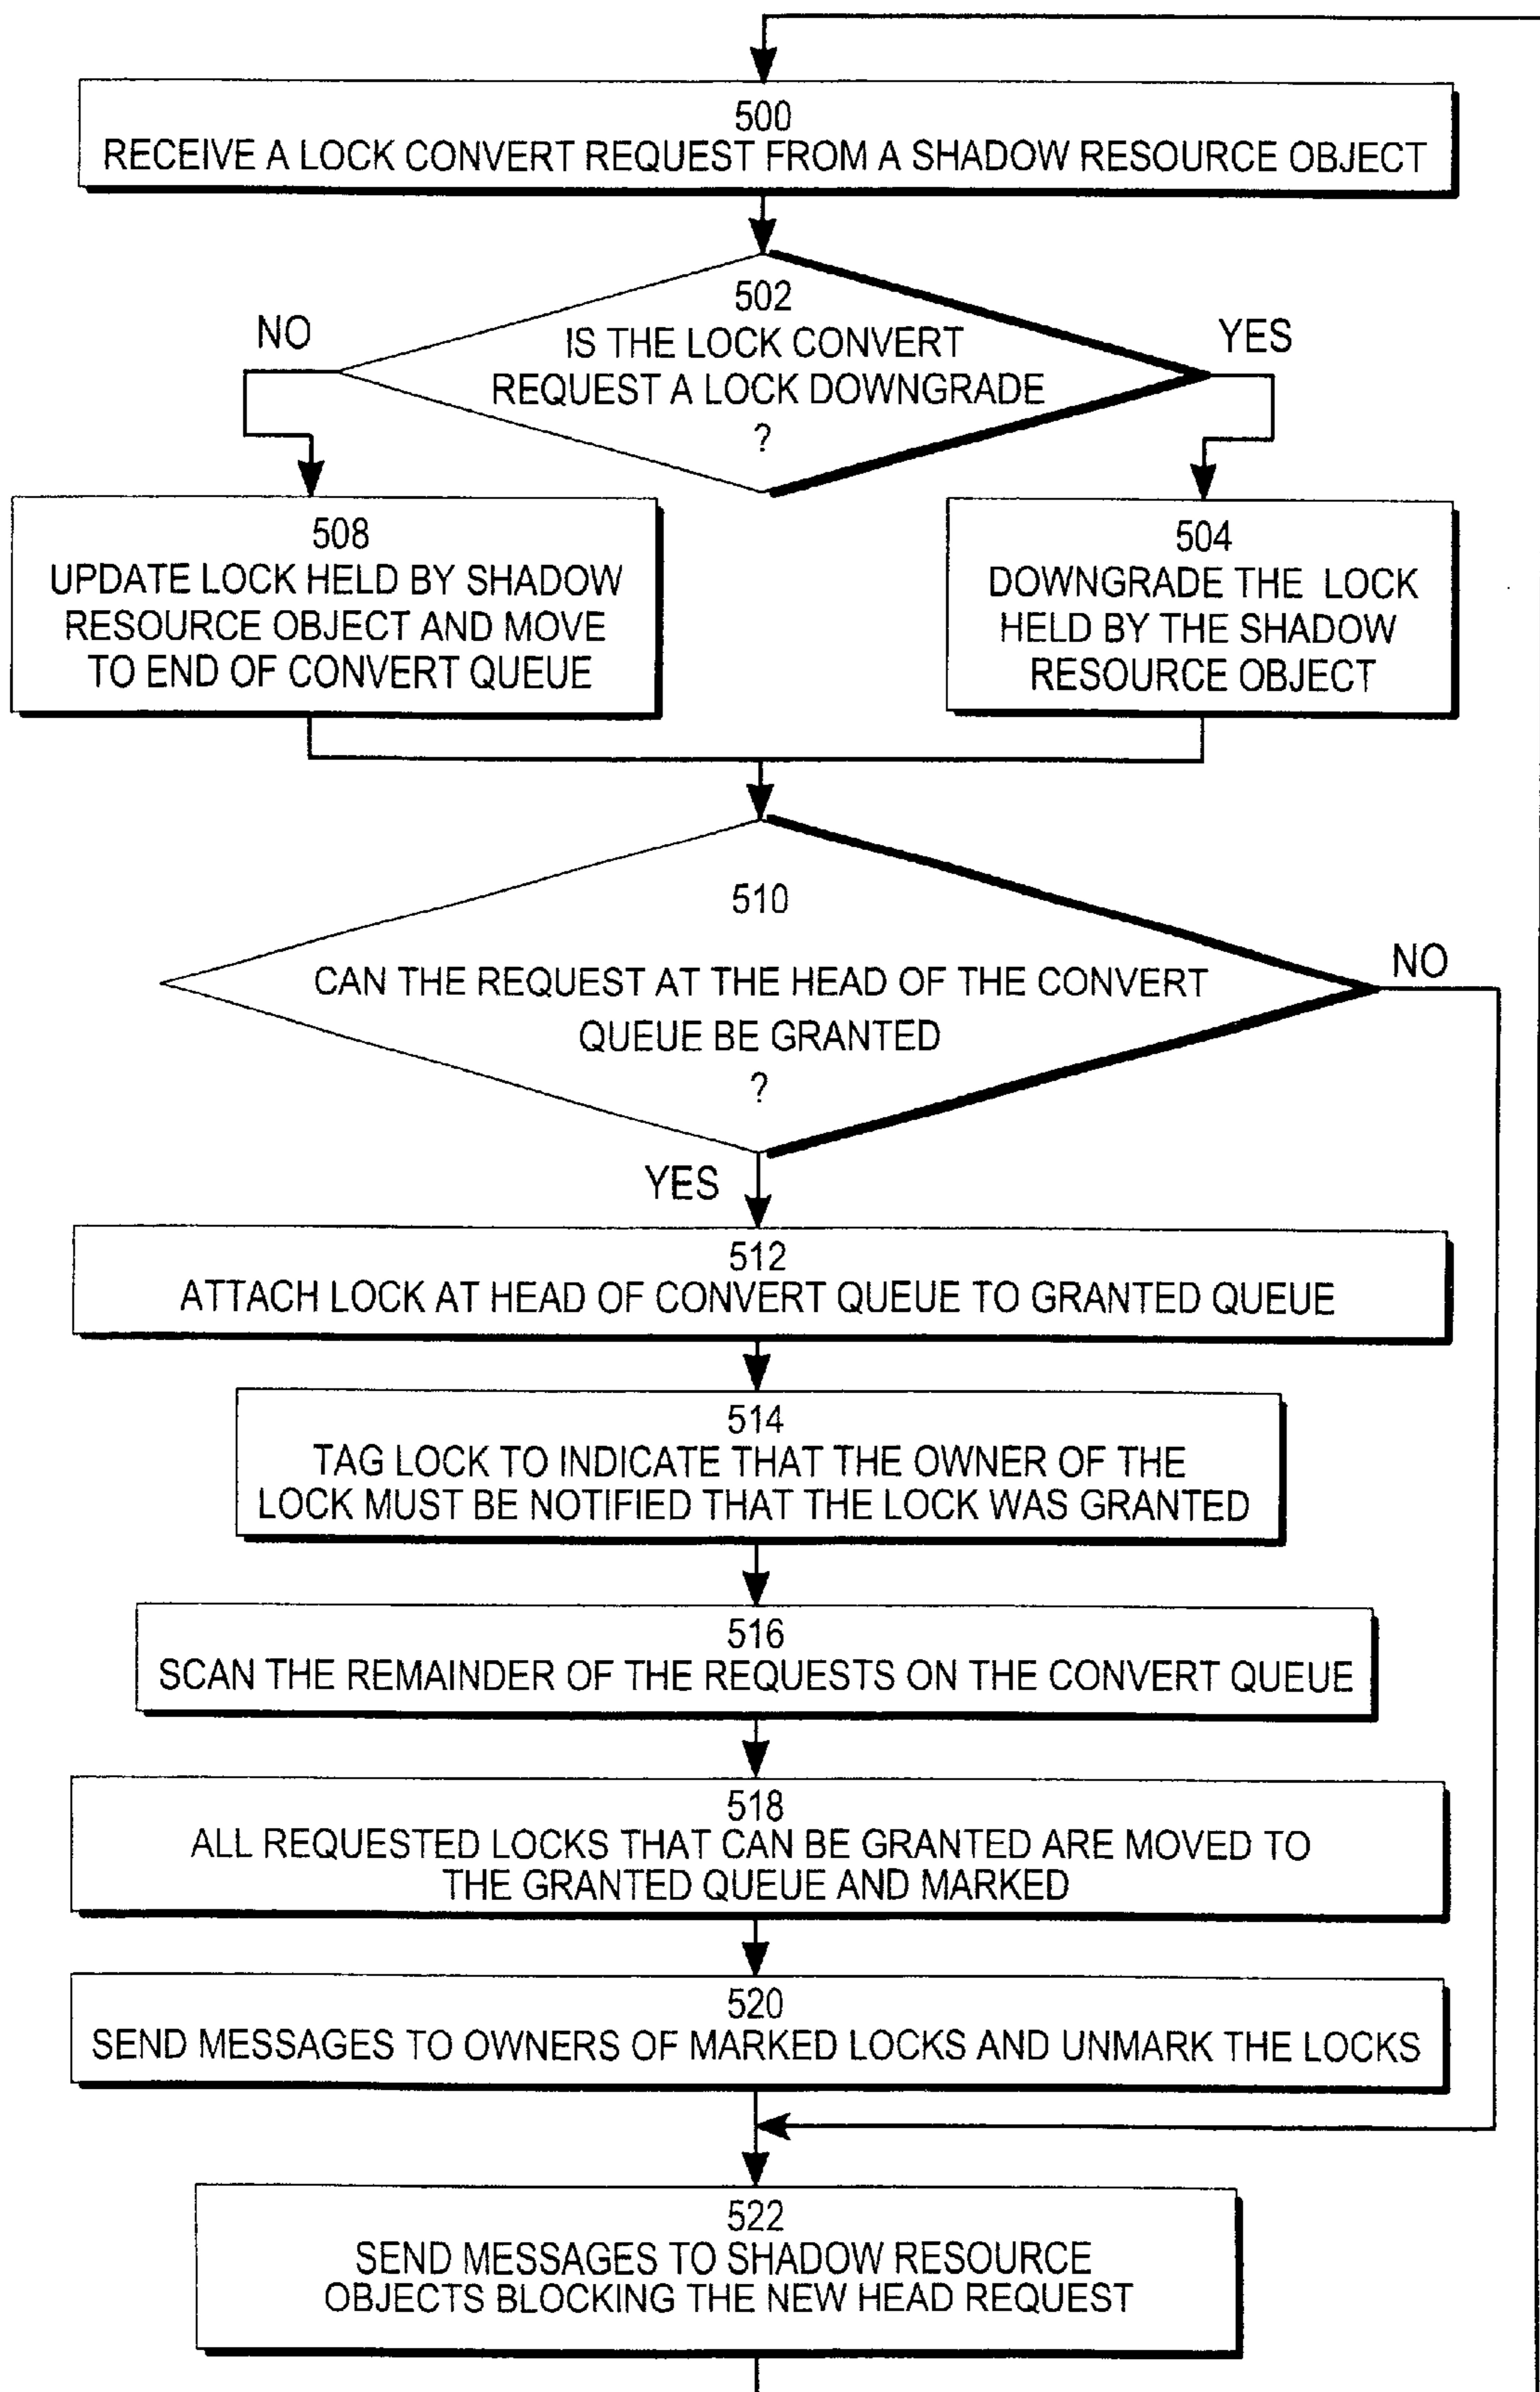 500
RECEIVE A LOCK CONVERT REQUEST FROM A SHADOW RESOURCE OBJECT
502
IS THE LOCK CONVERT
REQUEST A LOCK DOWNGRADE
?
NO
YES
508
UPDATE LOCK HELD BY SHADOW
RESOURCE OBJECT AND MOVE
TO END OF CONVERT QUEUE
504
DOWNGRADE THE LOCK
HELD BY THE SHADOW
RESOURCE OBJECT
510
CAN THE REQUEST AT THE HEAD OF THE CONVERT
QUEUE BE GRANTED
?
NO
YES
512
ATTACH LOCK AT HEAD OF CONVERT QUEUE TO GRANTED QUEUE
514
TAG LOCK TO INDICATE THAT THE OWNER OF THE
LOCK MUST BE NOTIFIED THAT THE LOCK WAS GRANTED
516
SCAN THE REMAINDER OF THE REQUESTS ON THE CONVERT QUEUE
518
ALL REQUESTED LOCKS THAT CAN BE GRANTED ARE MOVED TO
THE GRANTED QUEUE AND MARKED
520
SEND MESSAGES TO OWNERS OF MARKED LOCKS AND UNMARK THE LOCKS
522
SEND MESSAGES TO SHADOW RESOURCE
OBJECTS BLOCKING THE NEW HEAD REQUEST